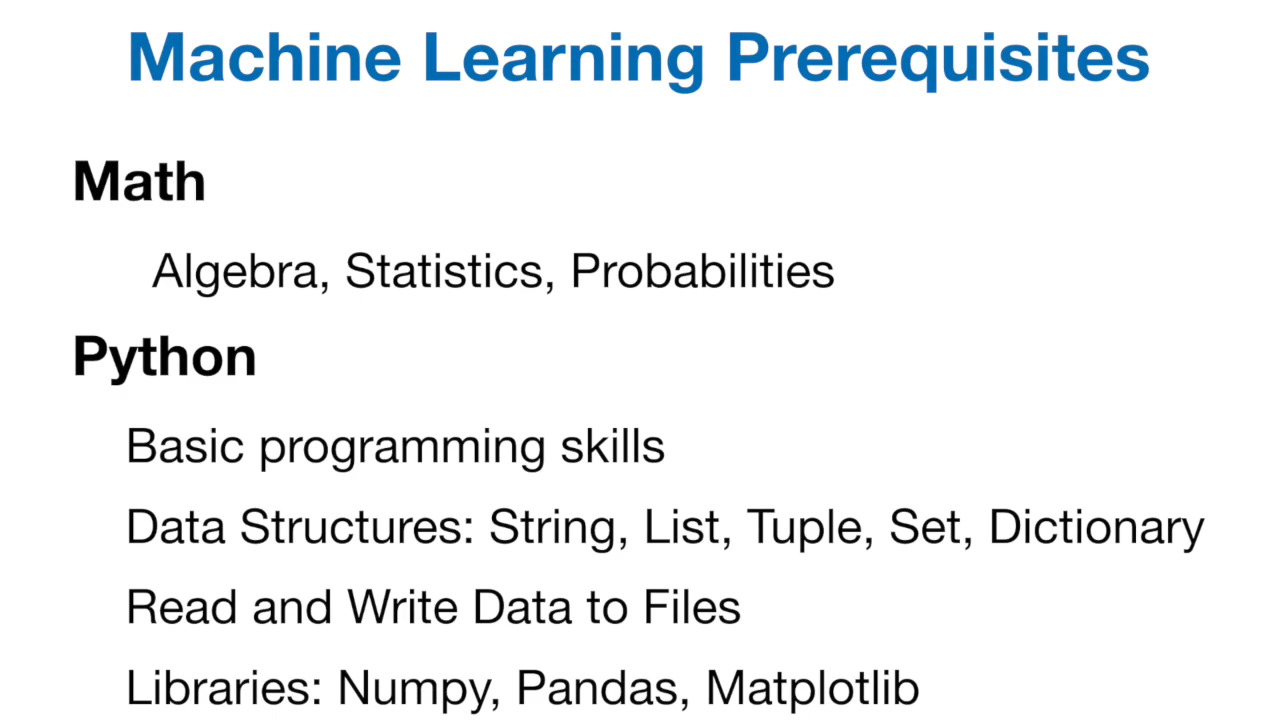 Machine Learning Prerequisites
Math
Algebra, Statistics, Probabilities
Python
Basic programming skills
Data Structures: String, List, Tuple, Set, Dictionary
Read and Write Data to Files
Libraries: Numpy, Pandas, Matplotlib